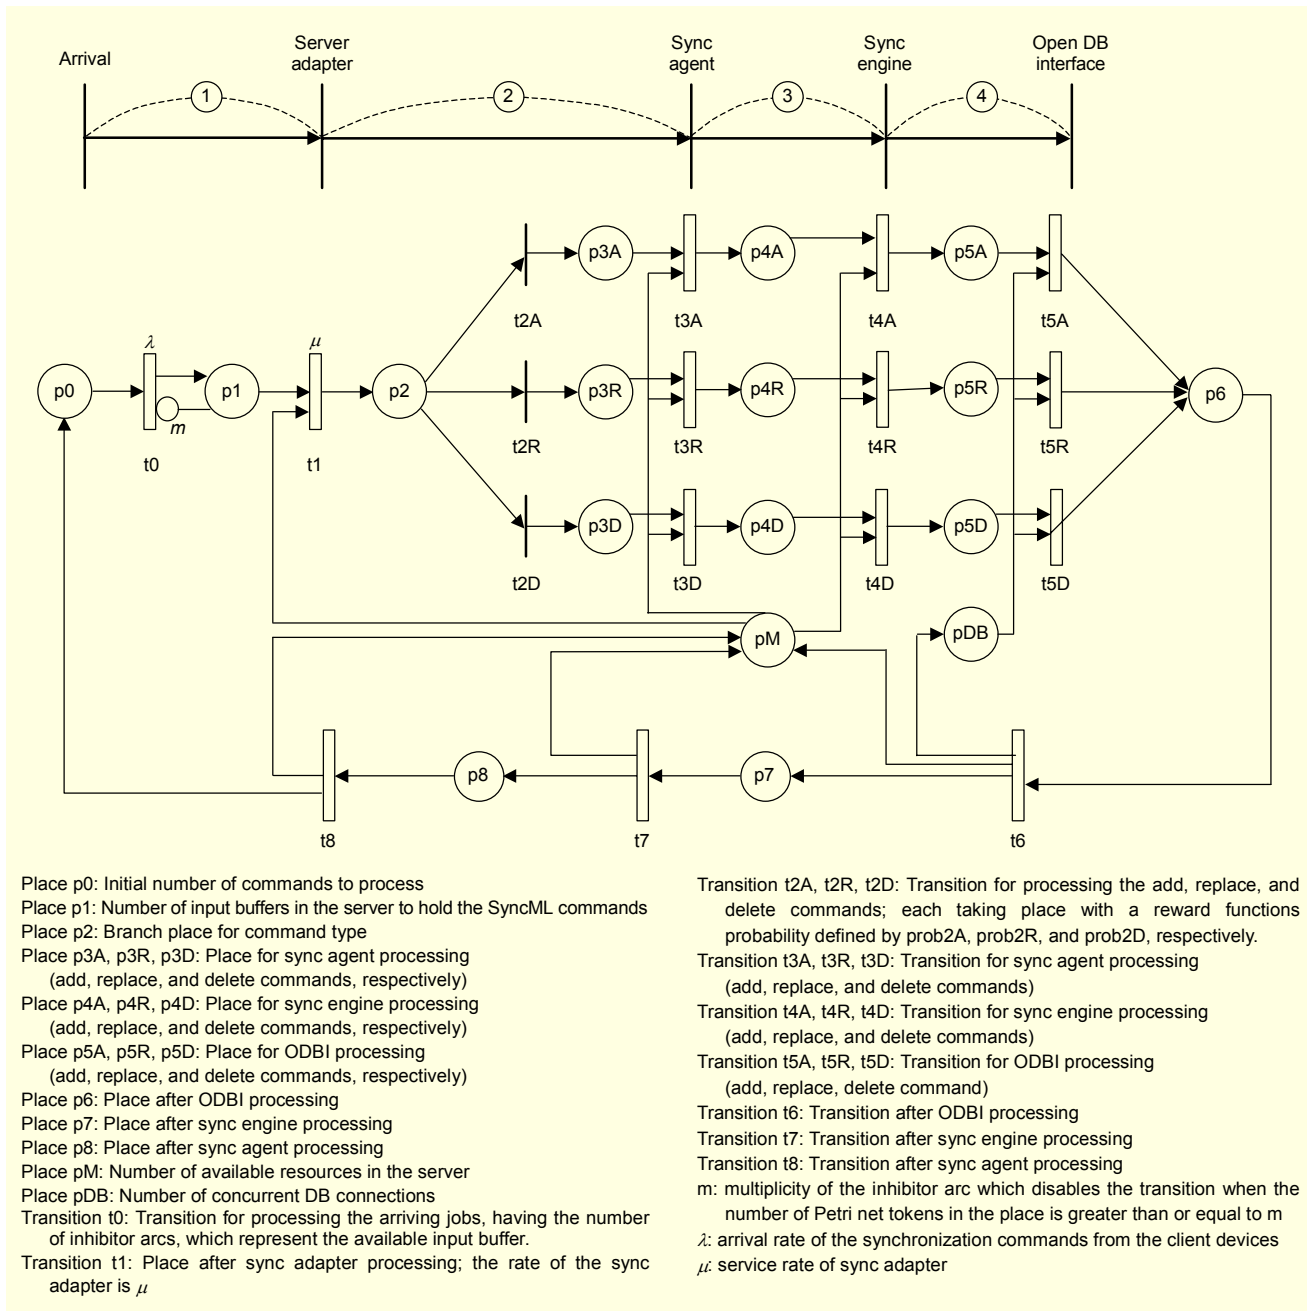 Arrival
Server
adapter
Sync
agent
Sync
engine
Open DB
interface
1
2
3
4
p3A
p4A
p5A
t2A
t3A
t4A
t5A
λ
μ
p0
p1
p2
m
p3R
p4R
p5R
p6
t0
t1
t2R
t3R
t4R
t5R
p3D
p4D
p5D
t2D
t3D
t4D
t5D
pM
pDB
p8
p7
t8
t7
t6
Place p0: Initial number of commands to process
Place p1: Number of input buffers in the server to hold the SyncML commands
Place p2: Branch place for command type
Place p3A, p3R, p3D: Place for sync agent processing
(add, replace, and delete commands, respectively)
Place p4A, p4R, p4D: Place for sync engine processing
(add, replace, and delete commands, respectively)
Place p5A, p5R, p5D: Place for ODBI processing
(add, replace, and delete commands, respectively)
Place p6: Place after ODBI processing
Place p7: Place after sync engine processing
Place p8: Place after sync agent processing
Place pM: Number of available resources in the server
Place pDB: Number of concurrent DB connections
Transition t0: Transition for processing the arriving jobs, having the number
of inhibitor arcs, which represent the available input buffer.
Transition t1: Place after sync adapter processing; the rate of the sync
adapter is μ
Transition t2A, t2R, t2D: Transition for processing the add, replace, and
delete commands; each taking place with a reward functions
probability defined by prob2A, prob2R, and prob2D, respectively.
Transition t3A, t3R, t3D: Transition for sync agent processing
(add, replace, and delete commands)
Transition t4A, t4R, t4D: Transition for sync engine processing
(add, replace, and delete commands)
Transition t5A, t5R, t5D: Transition for ODBI processing
(add, replace, delete command)
Transition t6: Transition after ODBI processing
Transition t7: Transition after sync engine processing
Transition t8: Transition after sync agent processing
m: multiplicity of the inhibitor arc which disables the transition when the
number of Petri net tokens in the place is greater than or equal to m
λ: arrival rate of the synchronization commands from the client devices
μ: service rate of sync adapter